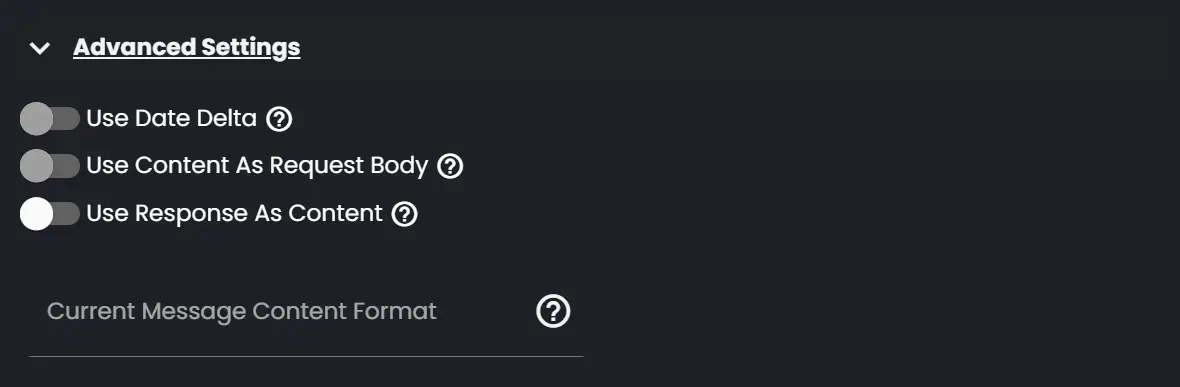 Advanced Settings
Use Date Delta ?
Use Content As Request Body ?
Use Response As Content ?
Current Message Content Format ?